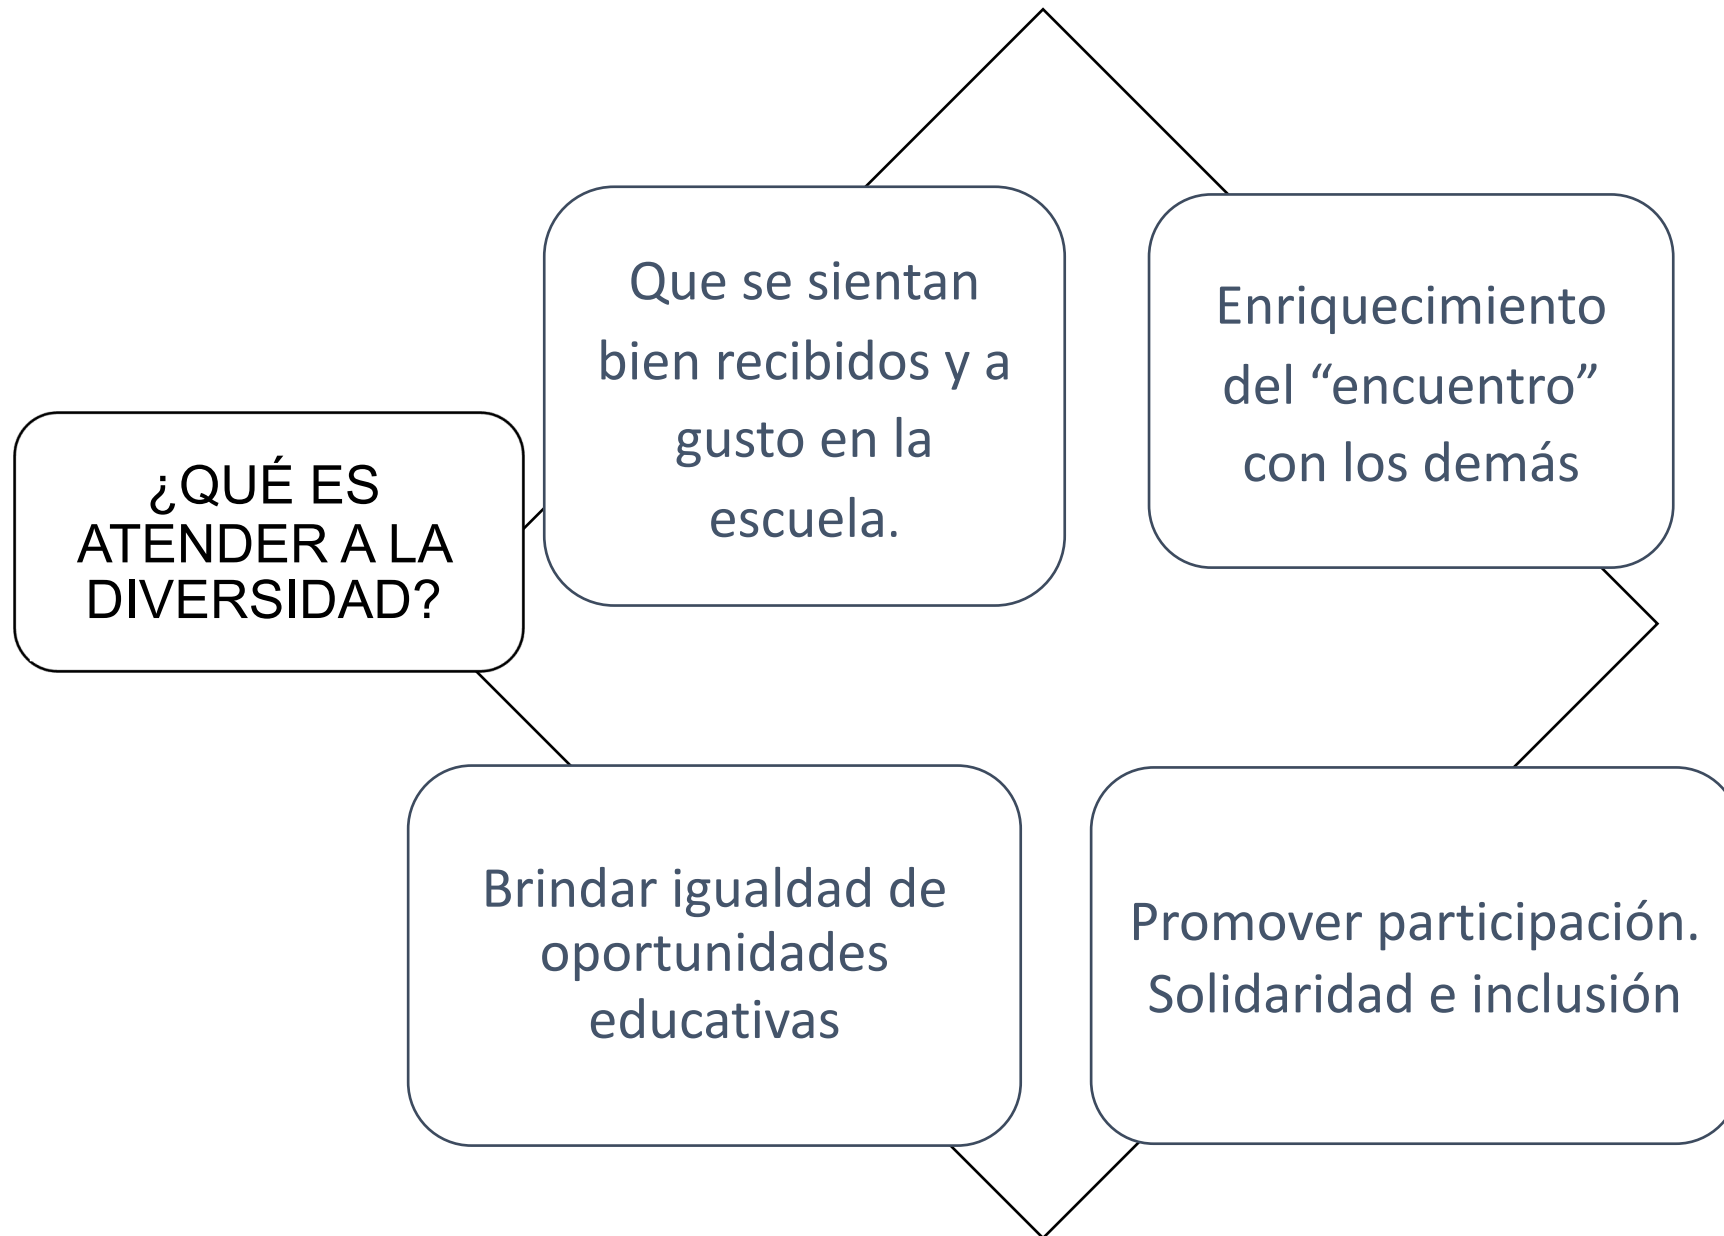 ¿QUÉ ES
ATENDER A LA
DIVERSIDAD?
Que se sientan
bien recibidos y a
gusto en la
escuela.
Enriquecimiento
del “encuentro”
con los demás
Brindar igualdad de
oportunidades
educativas
Promover participación.
Solidaridad e inclusión